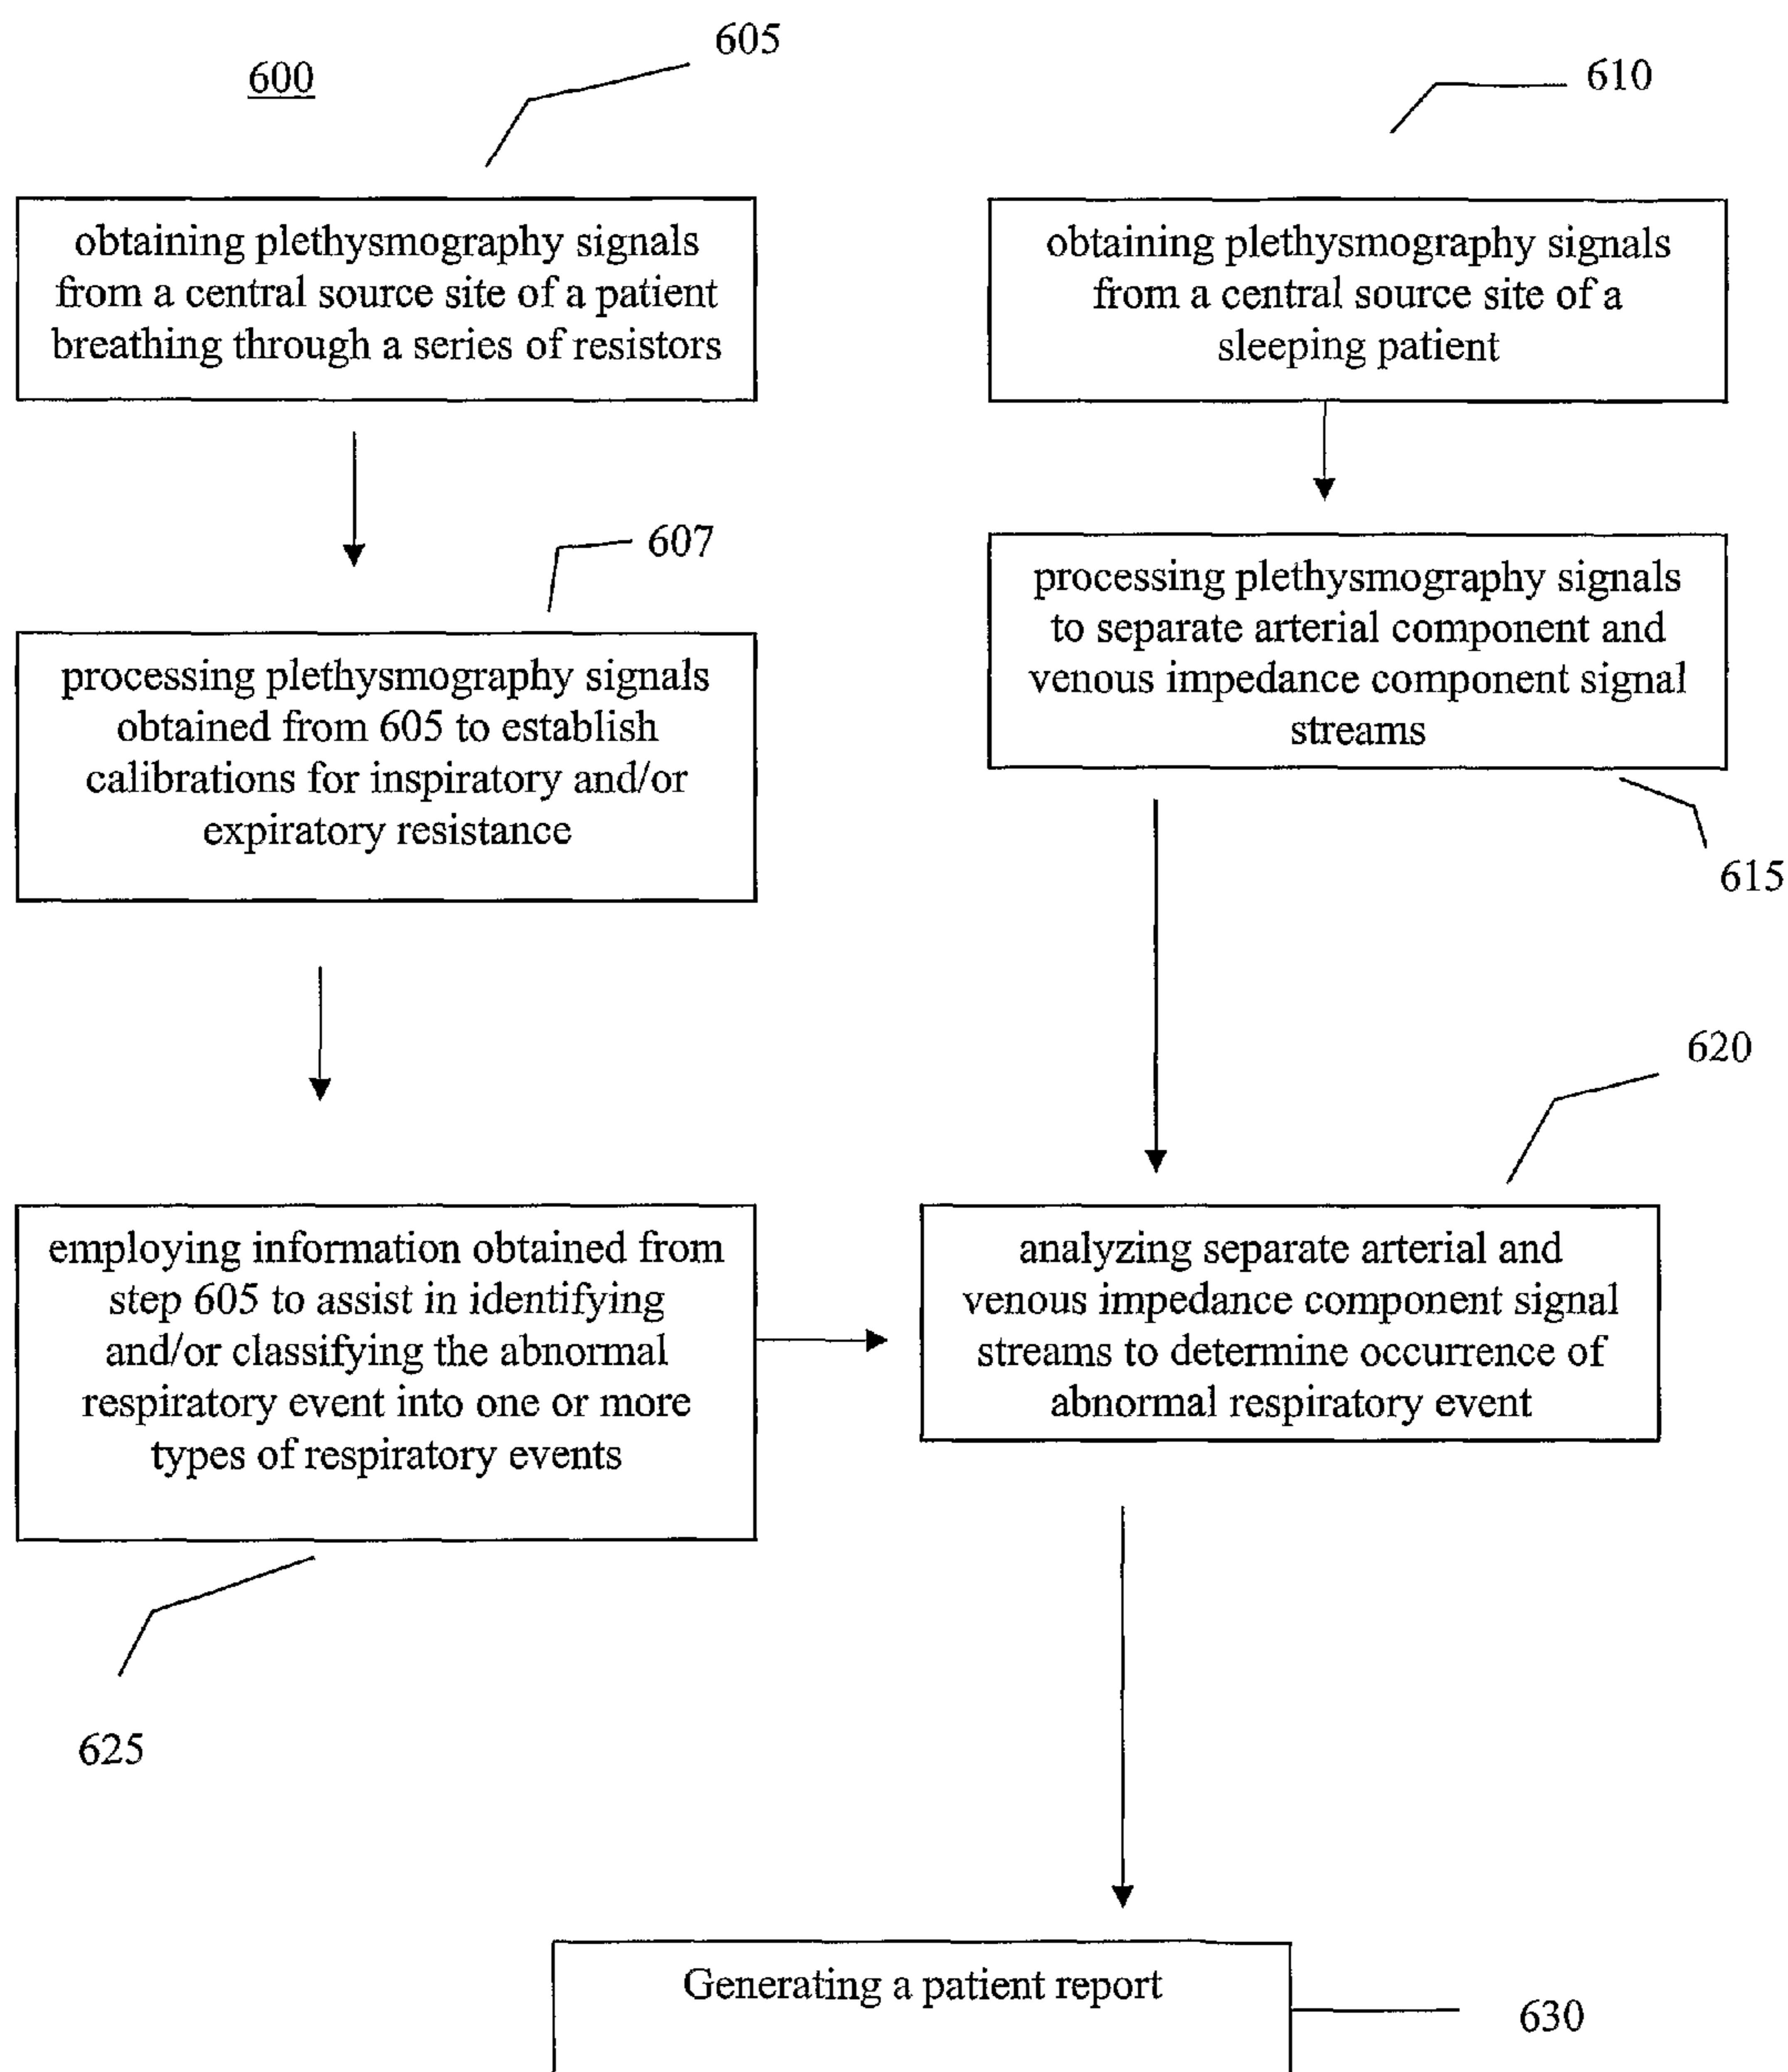 605
600
610
obtaining plethysmography signals
from a central source site of a patient
breathing through a series of resistors
obtaining plethysmography signals
from a central source site of a
sleeping patient
607
processing plethysmography signals
obtained from 605 to establish
calibrations for inspiratory and/or
expiratory resistance
processing plethysmography signals
to separate arterial component and
venous impedance component signal
streams
615
620
employing information obtained from
step 605 to assist in identifying
and/or classifying the abnormal
respiratory event into one or more
types of respiratory events
analyzing separate arterial and
venous impedance component signal
streams to determine occurrence of
abnormal respiratory event
625
Generating a patient report
630